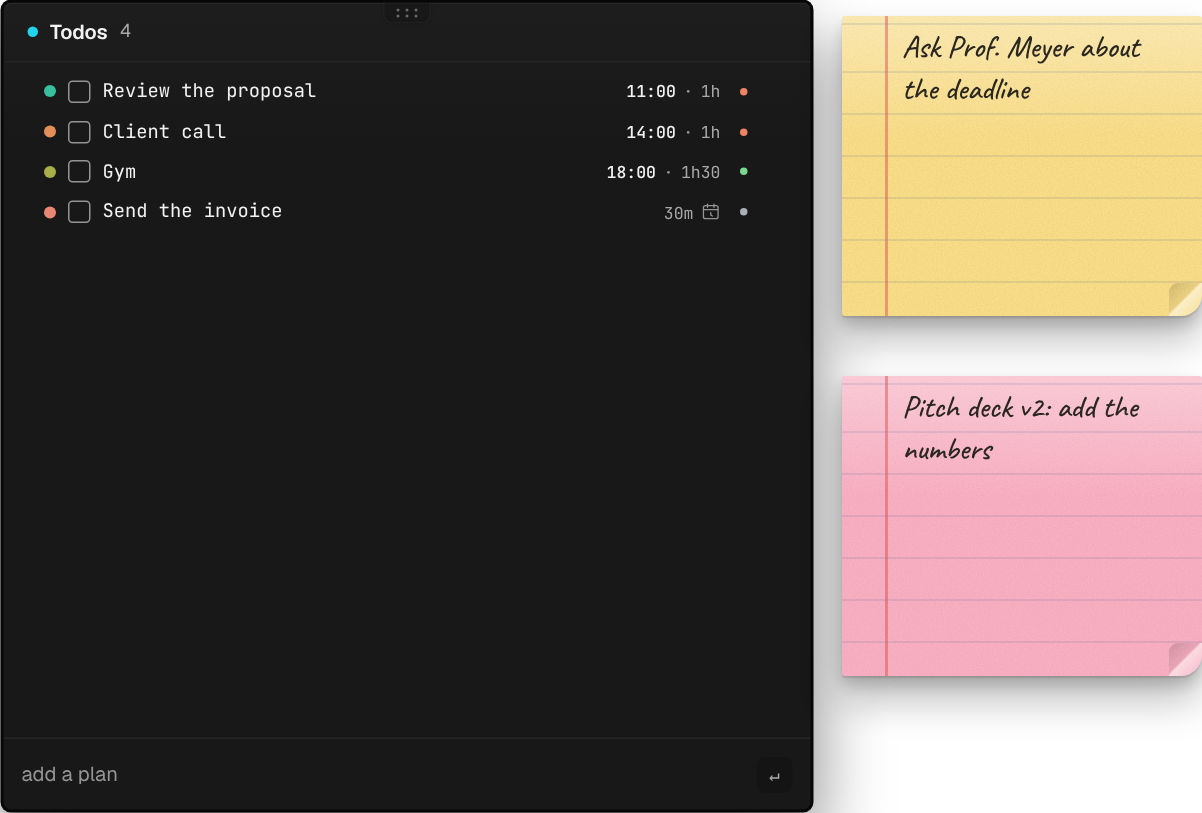 Todos 4
Review the proposal 11:00 · 1h
Client call 14:00 · 1h
Gym 18:00 · 1h30
Send the invoice 30m
add a plan ↵
Ask Prof. Meyer about
the deadline
Pitch deck v2: add the
numbers